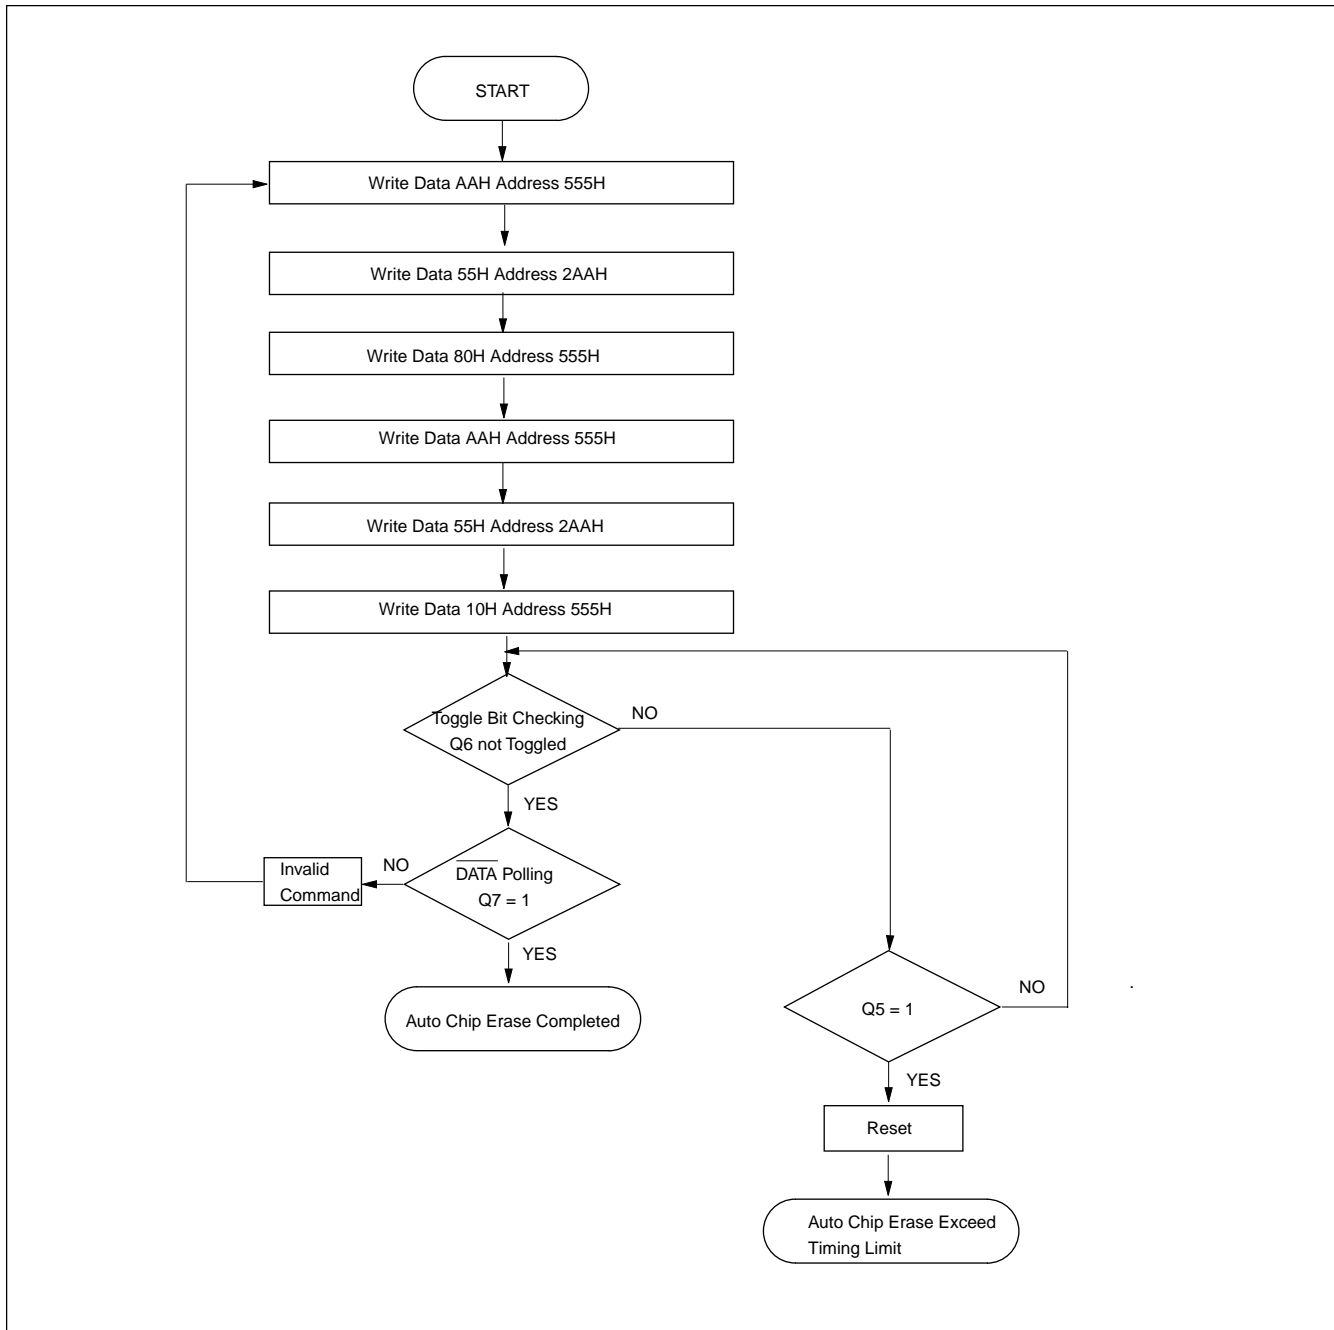 START
Write Data AAH Address 555H
Write Data 55H Address 2AAH
Write Data 80H Address 555H
Write Data AAH Address 555H
Write Data 55H Address 2AAH
Write Data 10H Address 555H
Toggle Bit Checking
Q6 not Toggled
NO
YES
Invalid
Command
NO
DATA Polling
Q7 = 1
YES
Auto Chip Erase Completed
Q5 = 1
NO
YES
Reset
Auto Chip Erase Exceed
Timing Limit